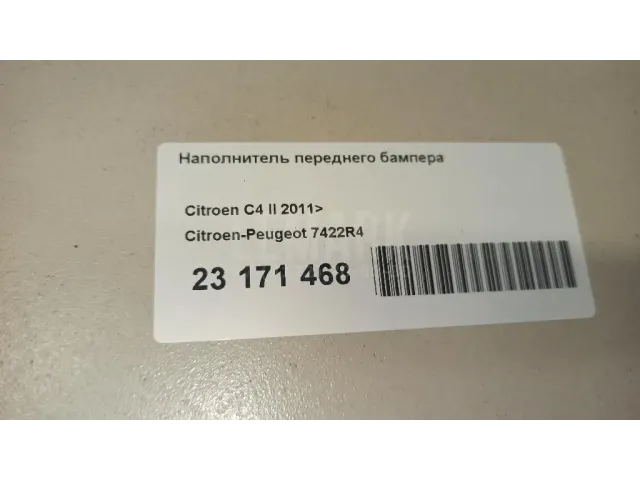 Наполнитель переднего бампера
Citroen C4 II 2011>
Citroen-Peugeot 7422R4
23 171 468